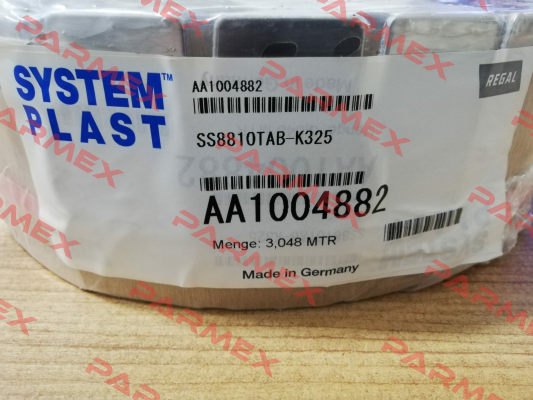 SYSTEM™
PLAST
AA1004882
REGAL
SS8810TAB-K325
AA1004882
Menge: 3,048 MTR
Made in Germany
PARMEX